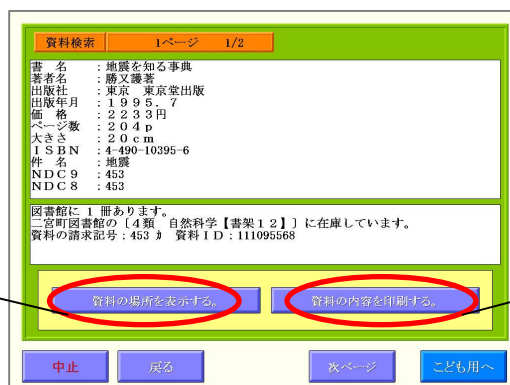 資料検索 1ページ 1/2
書　名　：地震を知る事典
著者名　：勝又護著
出版社　：東京　東京堂出版
出版年月：１９９５．７
価　格　：２２３３円
ページ数：２０４ｐ
大きさ　：２０ｃｍ
ＩＳＢＮ：4-490-10395-6
件　名　：地震
ＮＤＣ９：453
ＮＤＣ８：453
図書館に　１　冊あります。
二宮町図書館の〔４類　自然科学【書架１２】〕に在庫しています。
資料の請求記号：453 ｶ　資料ＩＤ：111095568
資料の場所を表示する。 資料の内容を印刷する。
中止 戻る 次ページ こども用へ